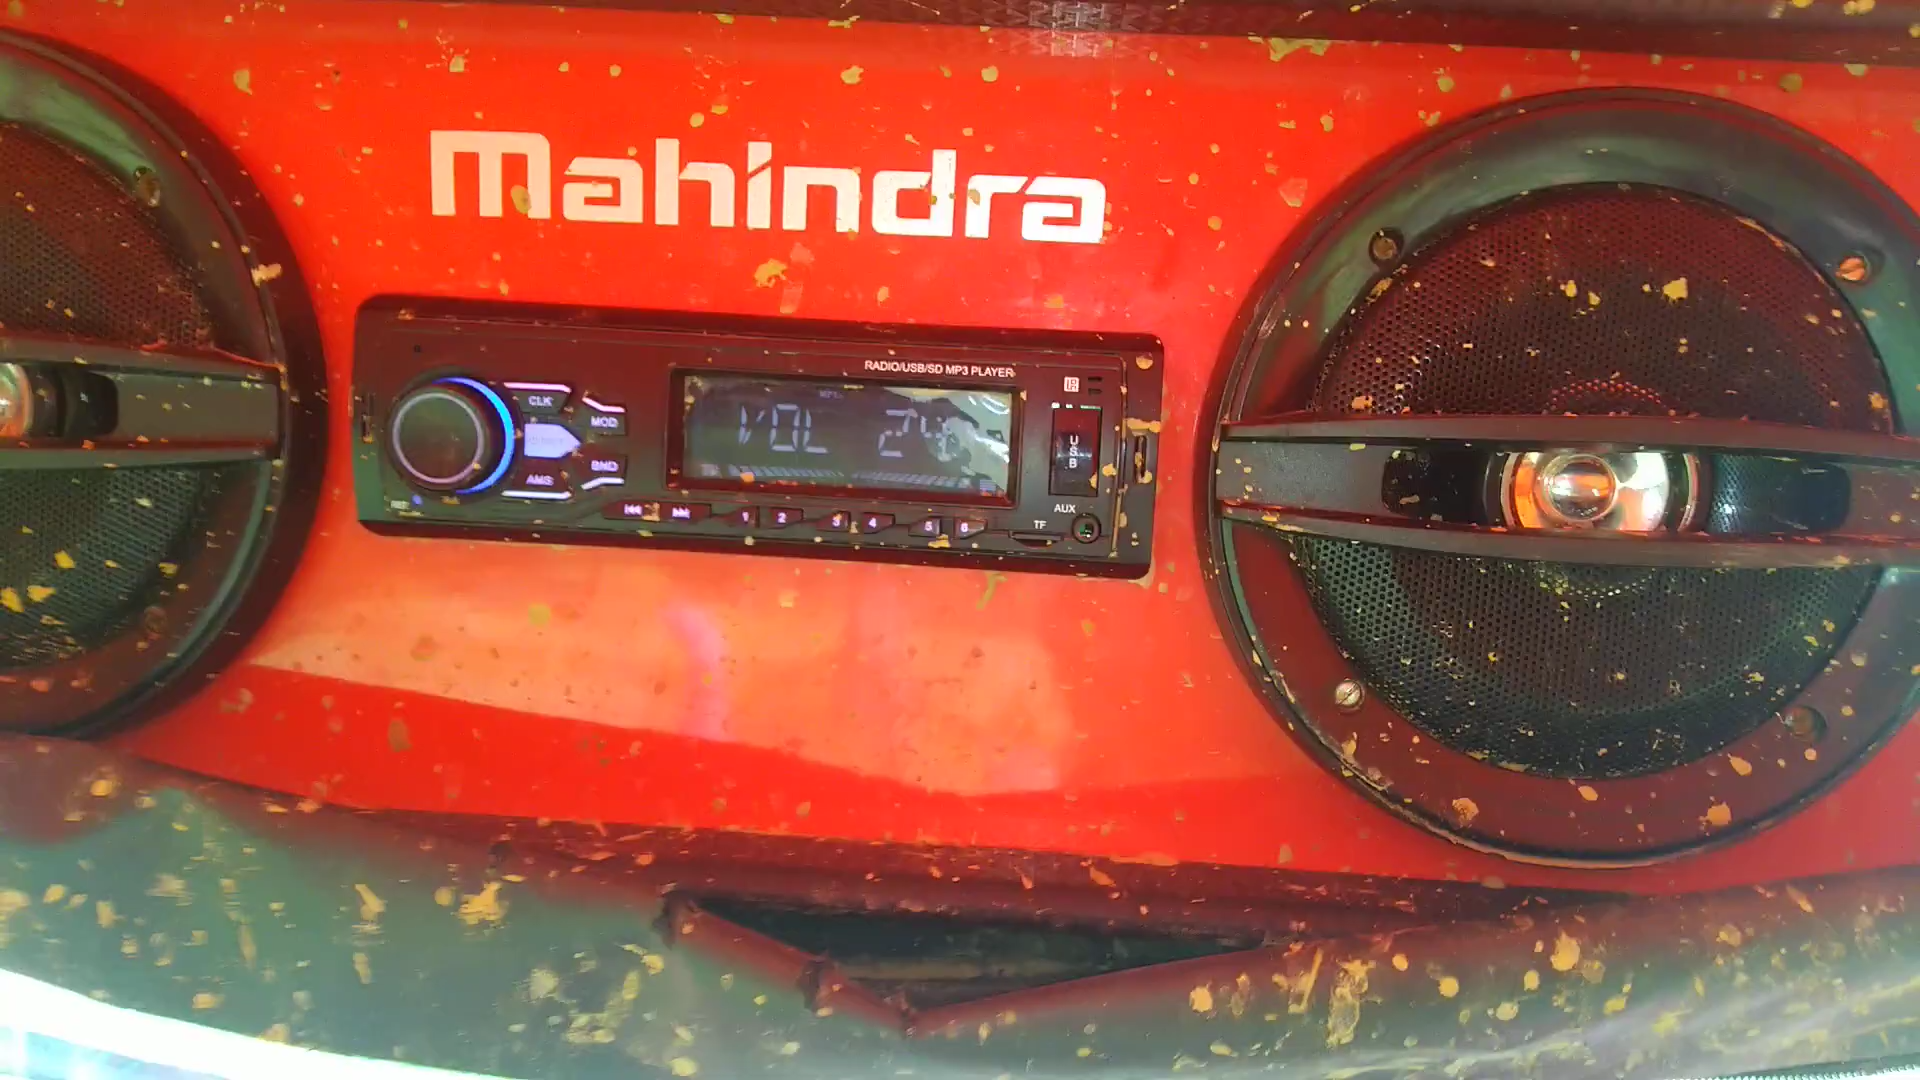 Mahindra
RADIO/USB/SD MP3 PLAYER
CLK
MOD
VOL 24
USB
BND
AMS
1 2 3 4 5 6
TF
AUX